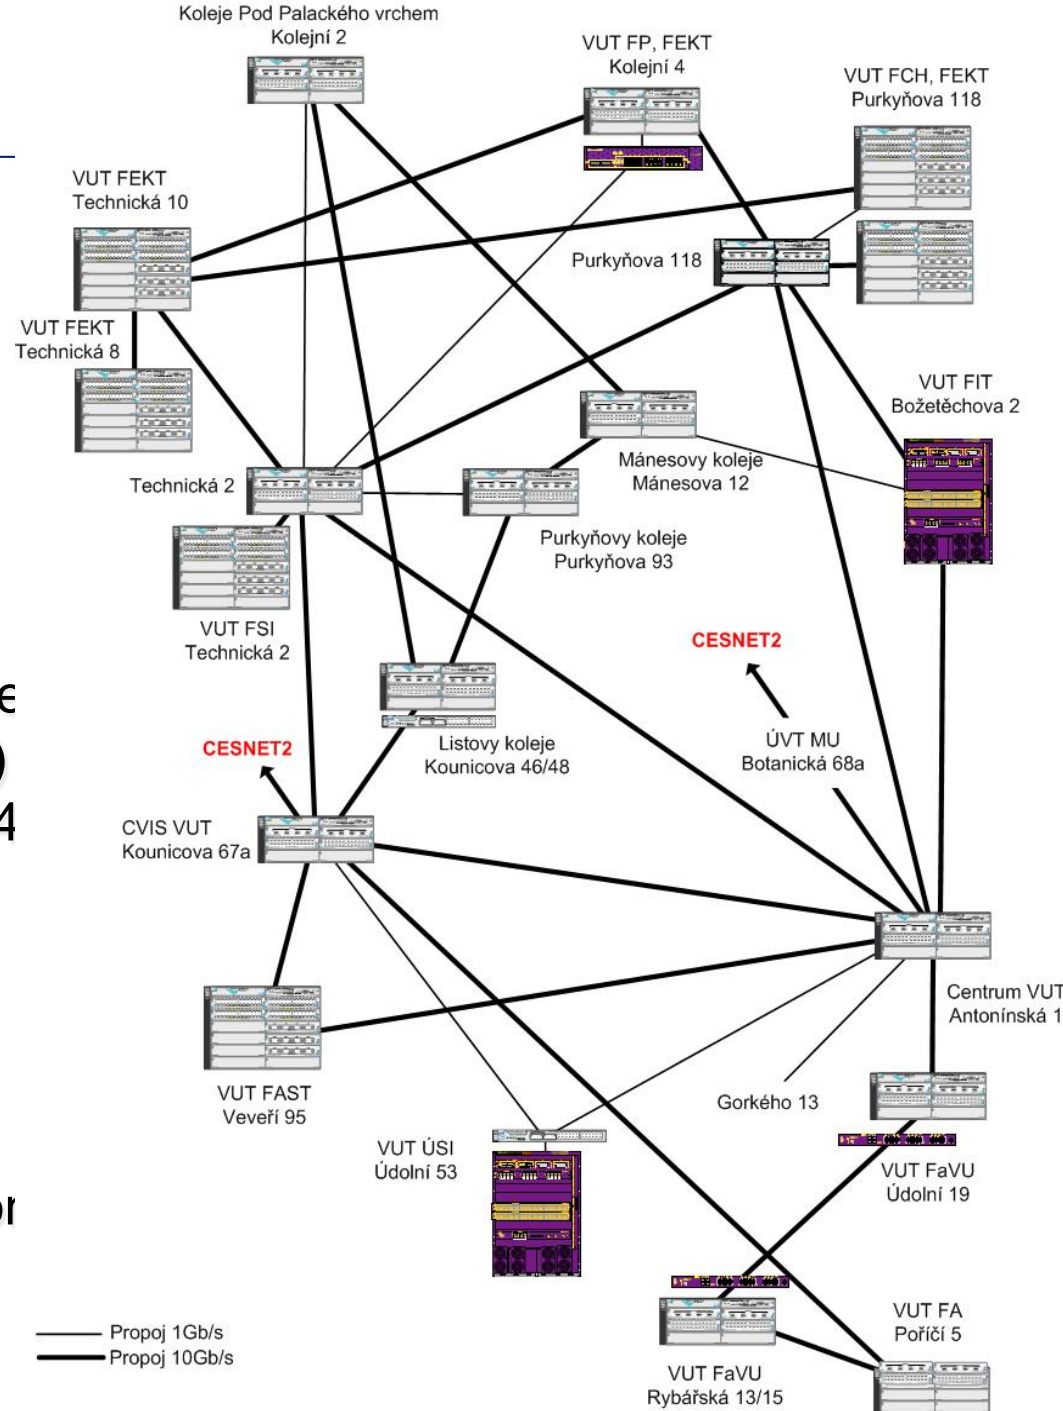 Koleje Pod Palackého vrchem
Kolejní 2
VUT FP, FEKT
Kolejní 4
VUT FCH, FEKT
Purkyňova 118
VUT FEKT
Technická 10
Purkyňova 118
VUT FEKT
Technická 8
VUT FIT
Božetěchova 2
Mánesovy koleje
Mánesova 12
Technická 2
Purkyňovy koleje
Purkyňova 93
VUT FSI
Technická 2
CESNET2
e
)
4
Listovy koleje
Kounicova 46/48
ÚVT MU
Botanická 68a
CESNET2
CVIS VUT
Kounicova 67a
Centrum VUT
Antonínská 1
VUT FAST
Veveří 95
Gorkého 13
VUT ÚSI
Údolní 53
VUT FaVU
Údolní 19
or
VUT FA
Poříčí 5
Propoj 1Gb/s
Propoj 10Gb/s
VUT FaVU
Rybářská 13/15